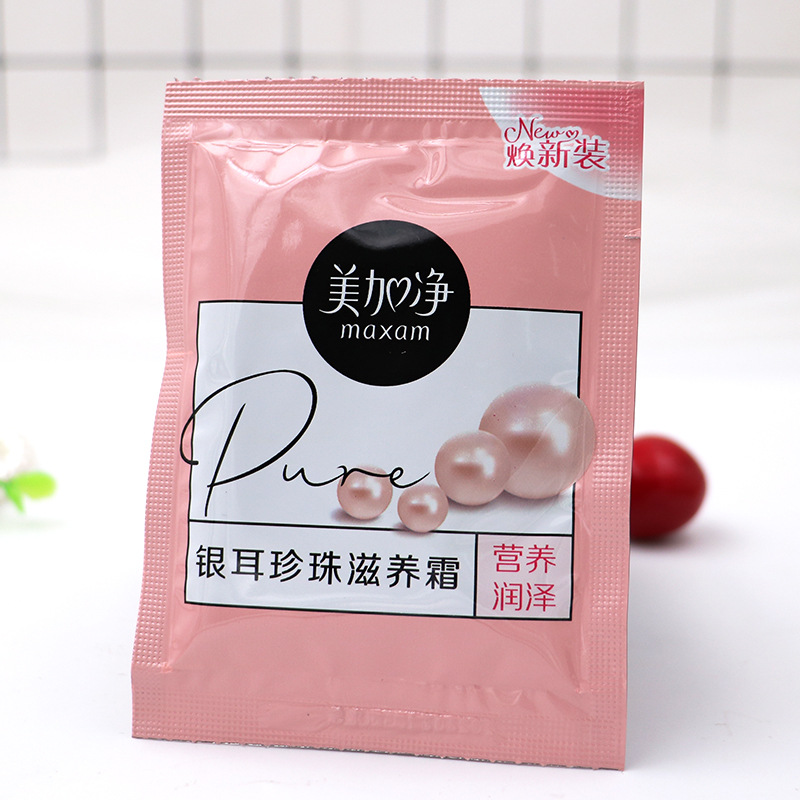 New
焕新装
美加净
maxam
Pure
银耳珍珠滋养霜
营养
润泽